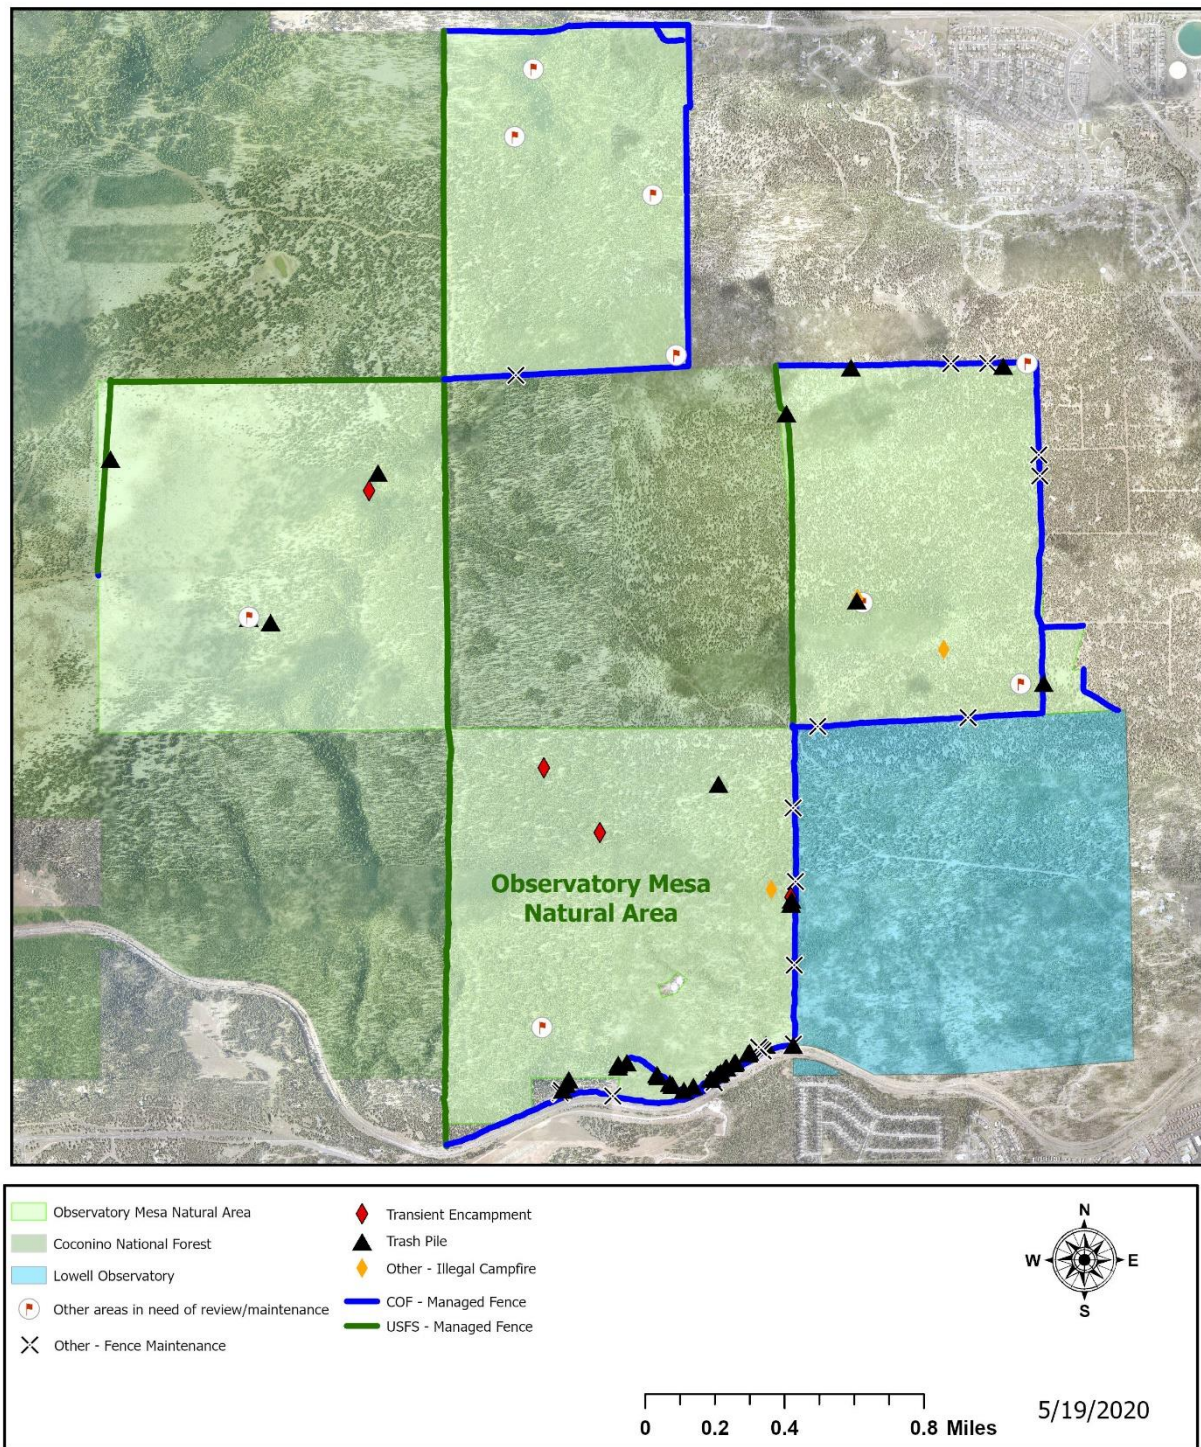 Observatory Mesa
Natural Area
Observatory Mesa Natural Area
Coconino National Forest
Lowell Observatory
Other areas in need of review/maintenance
Other - Fence Maintenance
Transient Encampment
Trash Pile
Other - Illegal Campfire
COF - Managed Fence
USFS - Managed Fence
N
W E
S
0 0.2 0.4 0.8 Miles
5/19/2020